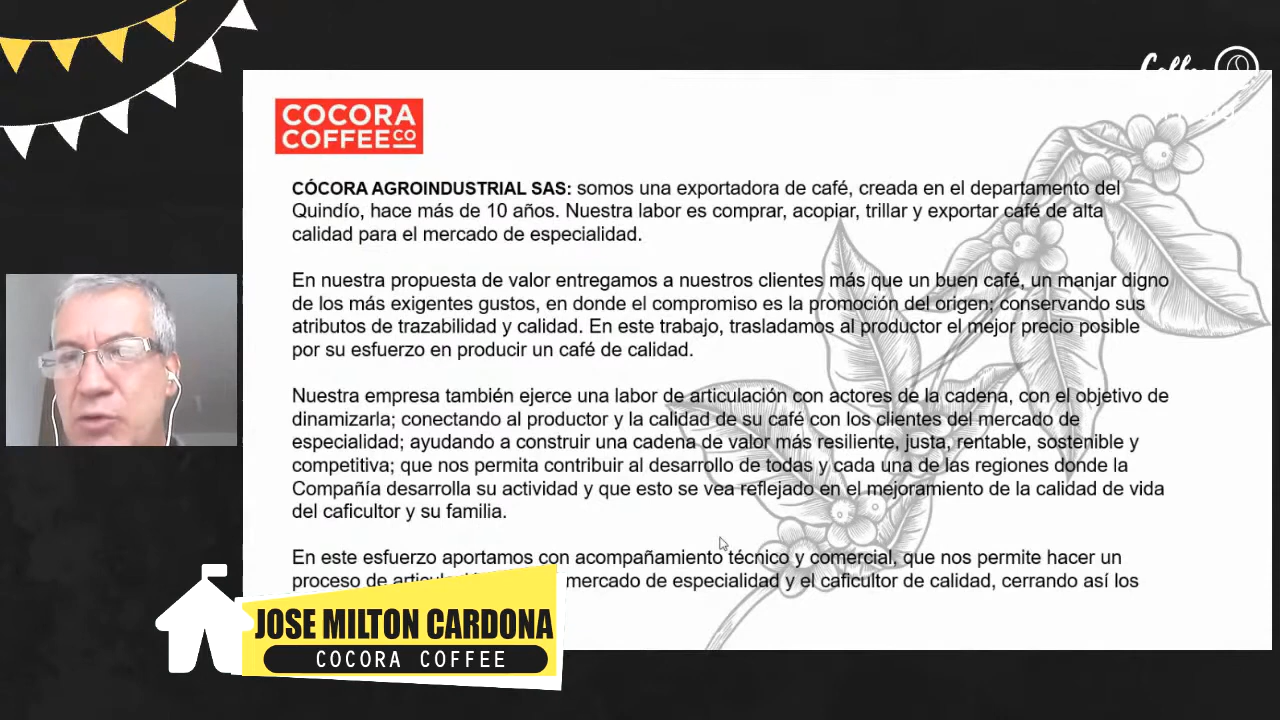 COCORA
COFFEE CO
CÓCORA AGROINDUSTRIAL SAS: somos una exportadora de café, creada en el departamento del
Quindío, hace más de 10 años. Nuestra labor es comprar, acopiar, trillar y exportar café de alta
calidad para el mercado de especialidad.
En nuestra propuesta de valor entregamos a nuestros clientes más que un buen café, un manjar digno
de los más exigentes gustos, en donde el compromiso es la promoción del origen; conservando sus
atributos de trazabilidad y calidad. En este trabajo, trasladamos al productor el mejor precio posible
por su esfuerzo en producir un café de calidad.
Nuestra empresa también ejerce una labor de articulación con actores de la cadena, con el objetivo de
dinamizarla; conectando al productor y la calidad de su café con los clientes del mercado de
especialidad; ayudando a construir una cadena de valor más resiliente, justa, rentable, sostenible y
competitiva; que nos permita contribuir al desarrollo de todas y cada una de las regiones donde la
Compañía desarrolla su actividad y que esto se vea reflejado en el mejoramiento de la calidad de vida
del caficultor y su familia.
En este esfuerzo aportamos con acompañamiento técnico y comercial, que nos permite hacer un
proceso de mercado de especialidad y el caficultor de calidad, cerrando así los
JOSE MILTON CARDONA
COCORA COFFEE